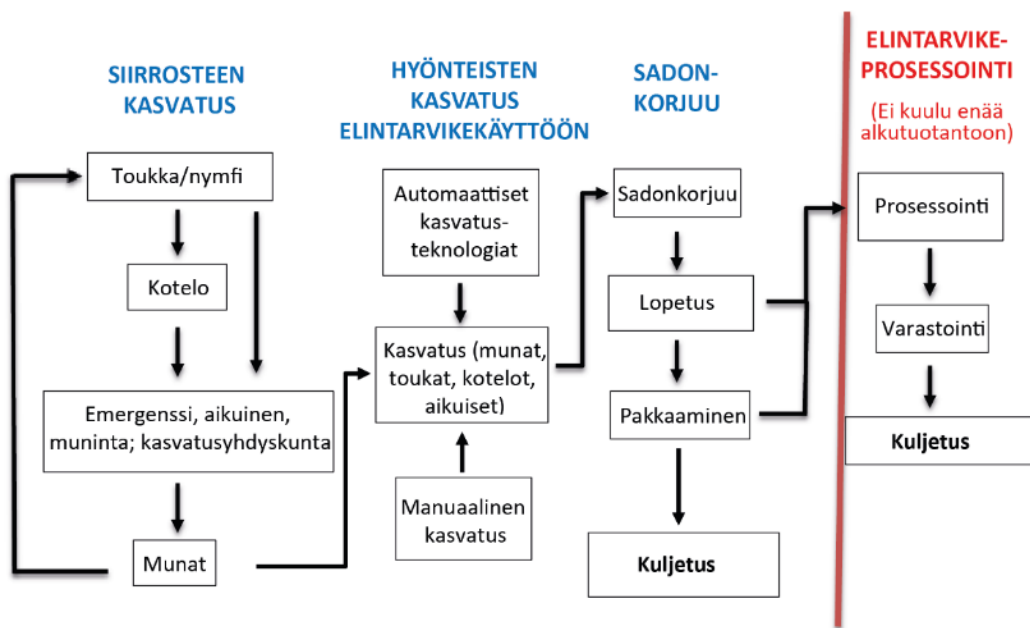 SIIRROSTEEN
KASVATUS
Toukka/nymfi
Kotelo
Emergenssi, aikuinen,
muninta; kasvatusyhdyskunta
Munat
HYÖNTEISTEN
KASVATUS
ELINTARVIKEKÄYTTÖÖN
Automaattiset
kasvatus-
teknologiat
Kasvatus (munat,
toukat, kotelot,
aikuiset)
Manuaalinen
kasvatus
SADON-
KORJUU
Sadonkorjuu
Lopetus
Pakkaaminen
Kuljetus
ELINTARVIKE-
PROSESSOINTI
(Ei kuulu enää
alkutuotantoon)
Prosessointi
Varastointi
Kuljetus